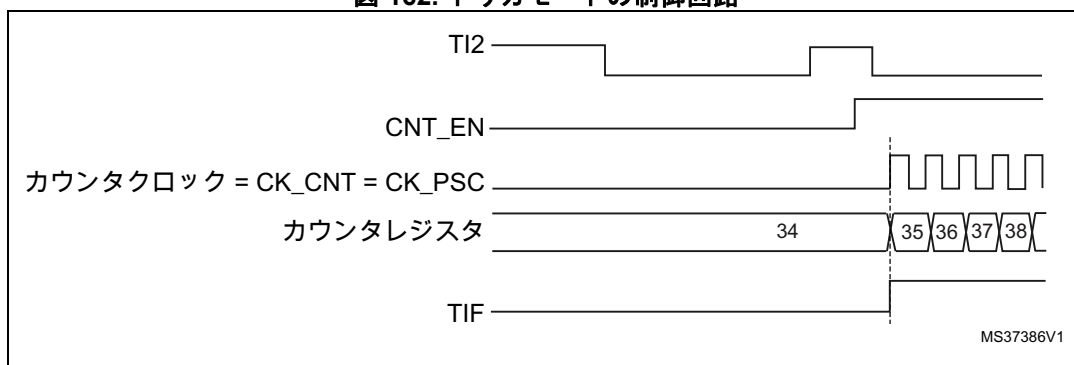 TI2
CNT_EN
カウンタクロック = CK_CNT = CK_PSC
カウンタレジスタ 34 35 36 37 38
TIF
MS37386V1